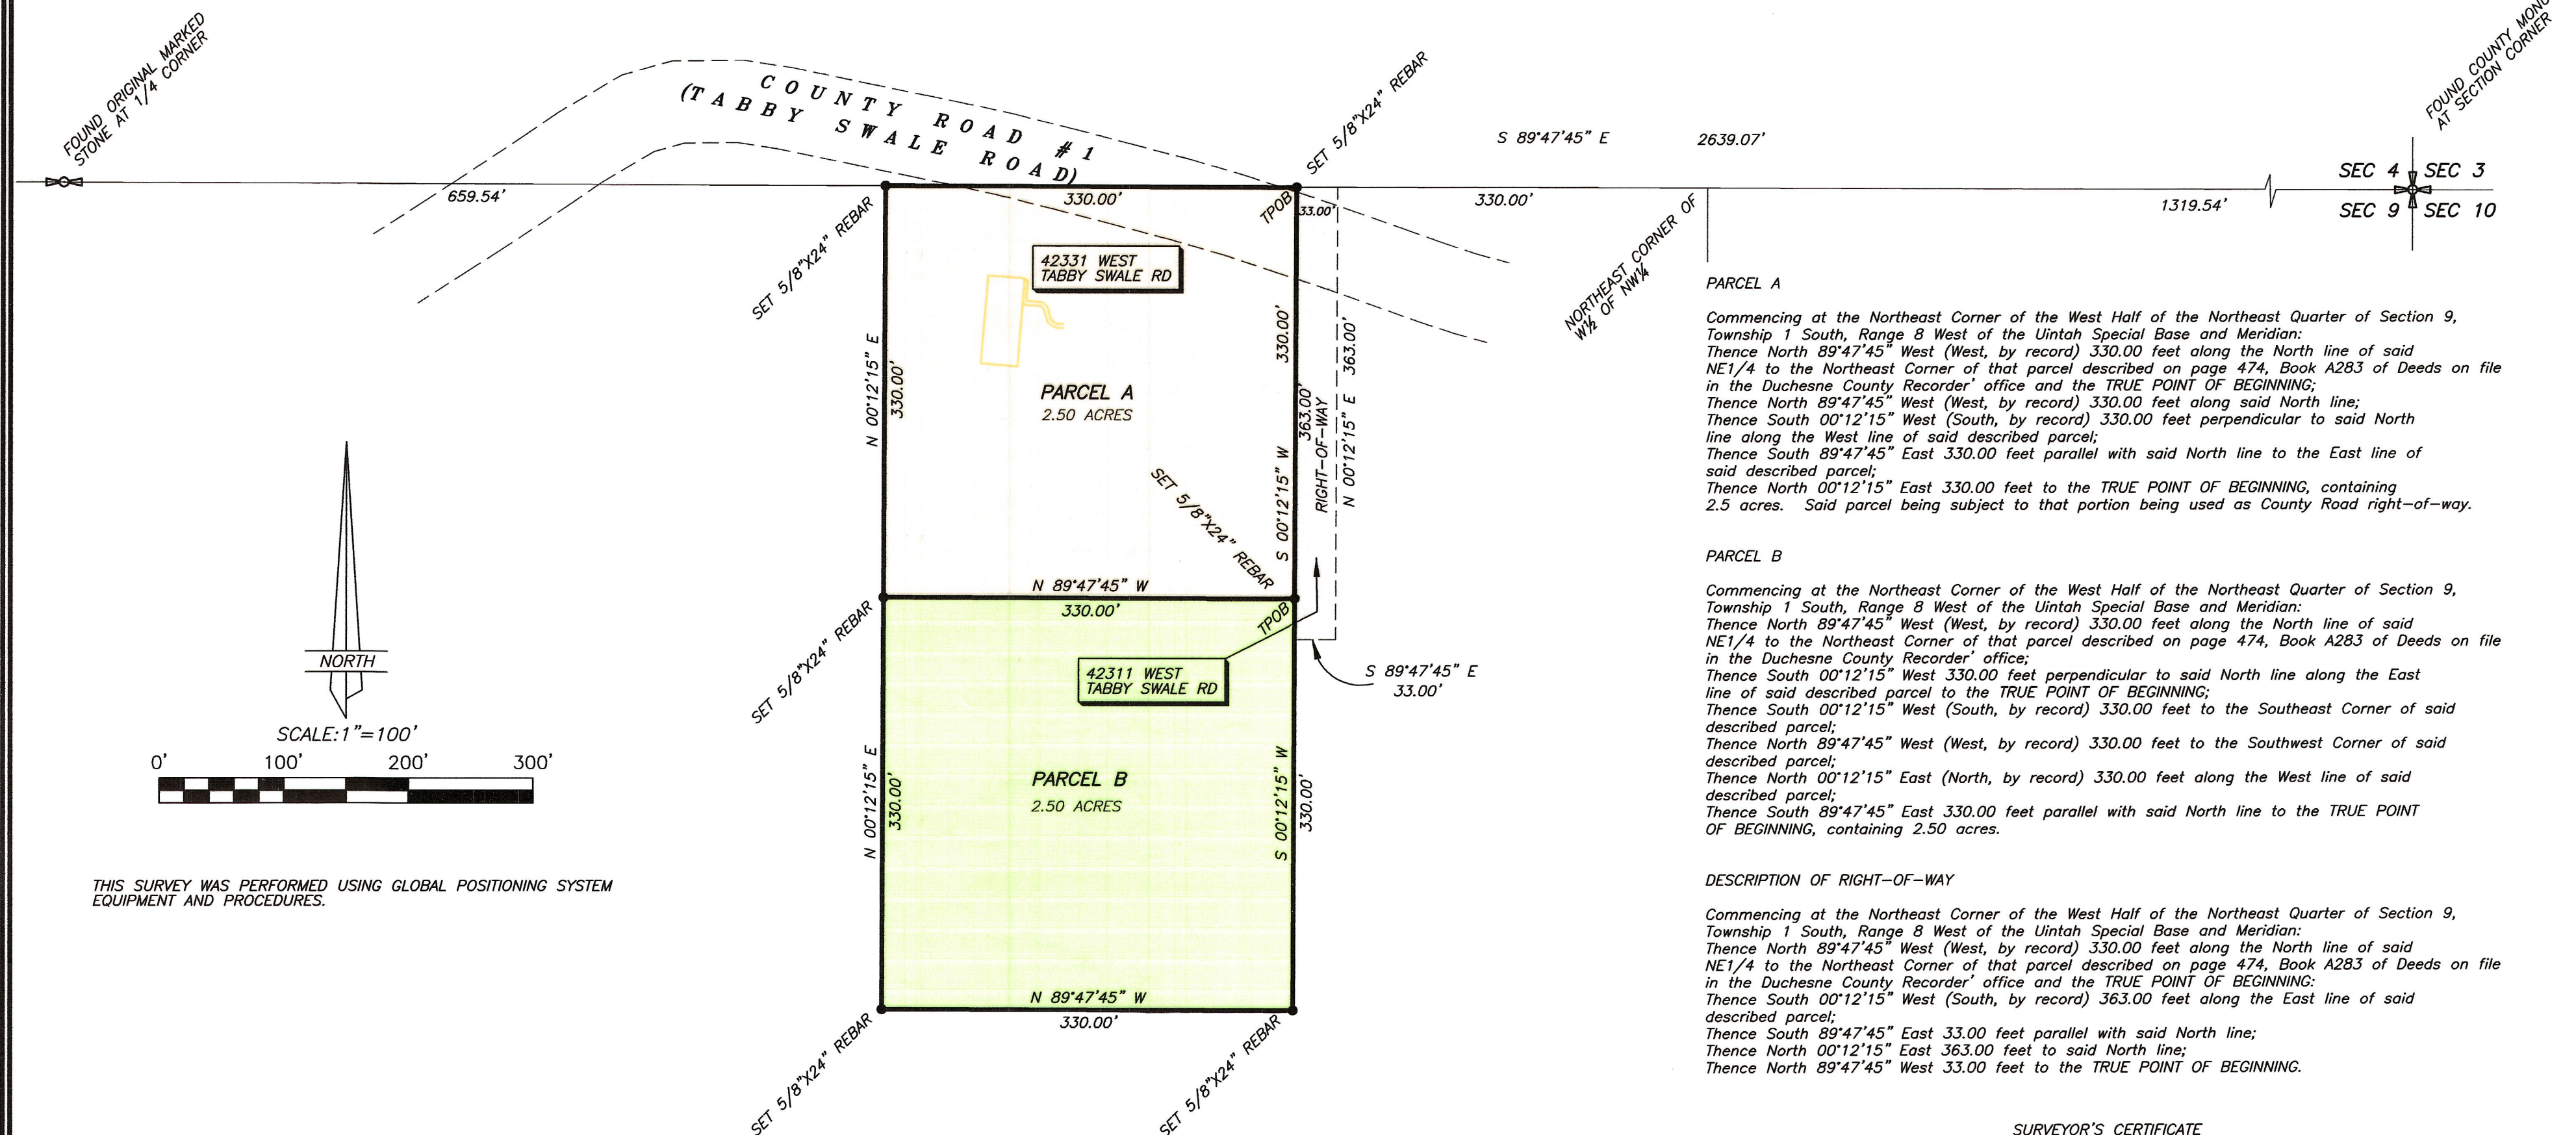 FOUND ORIGINAL MARKED
STONE AT 1/4 CORNER
COUNTY ROAD #1
(TABBY SWALE ROAD)
SET 5/8"X24" REBAR
S 89°47'45" E
2639.07'
FOUND COUNTY
AT SECTION CORNER
SEC 4
SEC 3
SEC 9
SEC 10
659.54'
330.00'
TPOB
33.00'
330.00'
1319.54'
NORTHEAST CORNER OF
W½ OF NW¼
SET 5/8"X24" REBAR
42331 WEST
TABBY SWALE RD
N 00°12'15" E
330.00'
PARCEL A
2.50 ACRES
330.00'
S 00°12'15" W
363.00'
RIGHT-OF-WAY
N 00°12'15" E 363.00'
SET 5/8"X24" REBAR
N 89°47'45" W
330.00'
TPOB
SET 5/8"X24" REBAR
42311 WEST
TABBY SWALE RD
S 89°47'45" E
33.00'
N 00°12'15" E
330.00'
PARCEL B
2.50 ACRES
S 00°12'15" W
330.00'
N 89°47'45" W
330.00'
SET 5/8"X24" REBAR
SET 5/8"X24" REBAR
NORTH
SCALE:1"=100'
0' 100' 200' 300'
THIS SURVEY WAS PERFORMED USING GLOBAL POSITIONING SYSTEM
EQUIPMENT AND PROCEDURES.
PARCEL A
Commencing at the Northeast Corner of the West Half of the Northeast Quarter of Section 9,
Township 1 South, Range 8 West of the Uintah Special Base and Meridian:
Thence North 89°47'45" West (West, by record) 330.00 feet along the North line of said
NE1/4 to the Northeast Corner of that parcel described on page 474, Book A283 of Deeds on file
in the Duchesne County Recorder' office and the TRUE POINT OF BEGINNING;
Thence North 89°47'45" West (West, by record) 330.00 feet along said North line;
Thence South 00°12'15" West (South, by record) 330.00 feet perpendicular to said North
line along the West line of said described parcel;
Thence South 89°47'45" East 330.00 feet parallel with said North line to the East line of
said described parcel;
Thence North 00°12'15" East 330.00 feet to the TRUE POINT OF BEGINNING, containing
2.5 acres. Said parcel being subject to that portion being used as County Road right-of-way.
PARCEL B
Commencing at the Northeast Corner of the West Half of the Northeast Quarter of Section 9,
Township 1 South, Range 8 West of the Uintah Special Base and Meridian:
Thence North 89°47'45" West (West, by record) 330.00 feet along the North line of said
NE1/4 to the Northeast Corner of that parcel described on page 474, Book A283 of Deeds on file
in the Duchesne County Recorder' office;
Thence South 00°12'15" West 330.00 feet perpendicular to said North line along the East
line of said described parcel to the TRUE POINT OF BEGINNING;
Thence South 00°12'15" West (South, by record) 330.00 feet to the Southeast Corner of said
described parcel;
Thence North 89°47'45" West (West, by record) 330.00 feet to the Southwest Corner of said
described parcel;
Thence North 00°12'15" East (North, by record) 330.00 feet along the West line of said
described parcel;
Thence South 89°47'45" East 330.00 feet parallel with said North line to the TRUE POINT
OF BEGINNING, containing 2.50 acres.
DESCRIPTION OF RIGHT-OF-WAY
Commencing at the Northeast Corner of the West Half of the Northeast Quarter of Section 9,
Township 1 South, Range 8 West of the Uintah Special Base and Meridian:
Thence North 89°47'45" West (West, by record) 330.00 feet along the North line of said
NE1/4 to the Northeast Corner of that parcel described on page 474, Book A283 of Deeds on file
in the Duchesne County Recorder' office and the TRUE POINT OF BEGINNING:
Thence South 00°12'15" West (South, by record) 363.00 feet along the East line of said
described parcel;
Thence South 89°47'45" East 33.00 feet parallel with said North line;
Thence North 00°12'15" East 363.00 feet to said North line;
Thence North 89°47'45" West 33.00 feet to the TRUE POINT OF BEGINNING.
SURVEYOR'S CERTIFICATE